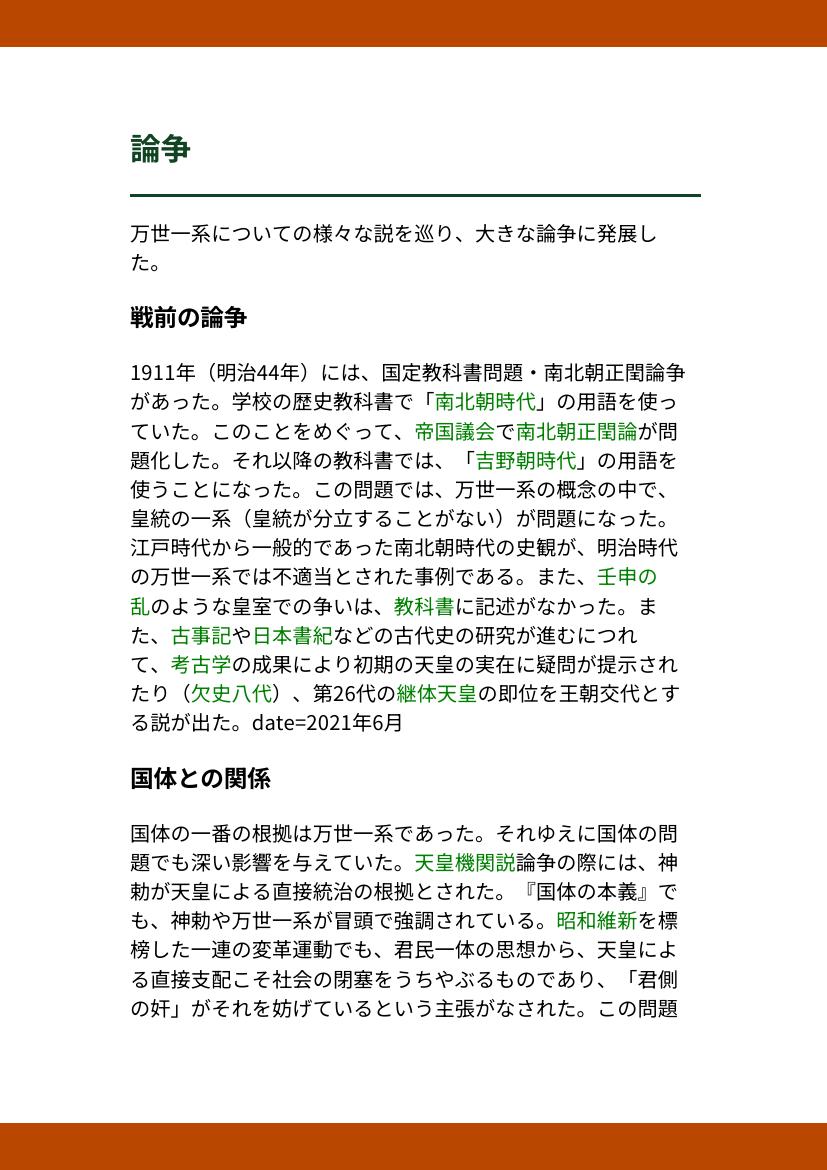 論争
万世一系についての様々な説を巡り、大きな論争に発展し
た。
戦前の論争
1911年（明治44年）には、国定教科書問題・南北朝正閏論争
があった。学校の歴史教科書で「南北朝時代」の用語を使っ
ていた。このことをめぐって、帝国議会で南北朝正閏論が問
題化した。それ以降の教科書では、「吉野朝時代」の用語を
使うことになった。この問題では、万世一系の概念の中で、
皇統の一系（皇統が分立することがない）が問題になった。
江戸時代から一般的であった南北朝時代の史観が、明治時代
の万世一系では不適当とされた事例である。また、壬申の
乱のような皇室での争いは、教科書に記述がなかった。ま
た、古事記や日本書紀などの古代史の研究が進むにつれ
て、考古学の成果により初期の天皇の実在に疑問が提示され
たり（欠史八代）、第26代の継体天皇の即位を王朝交代とす
る説が出た。date=2021年6月
国体との関係
国体の一番の根拠は万世一系であった。それゆえに国体の問
題でも深い影響を与えていた。天皇機関説論争の際には、神
勅が天皇による直接統治の根拠とされた。『国体の本義』で
も、神勅や万世一系が冒頭で強調されている。昭和維新を標
榜した一連の変革運動でも、君民一体の思想から、天皇によ
る直接支配こそ社会の閉塞をうちやぶるものであり、「君側
の奸」がそれを妨げているという主張がなされた。この問題